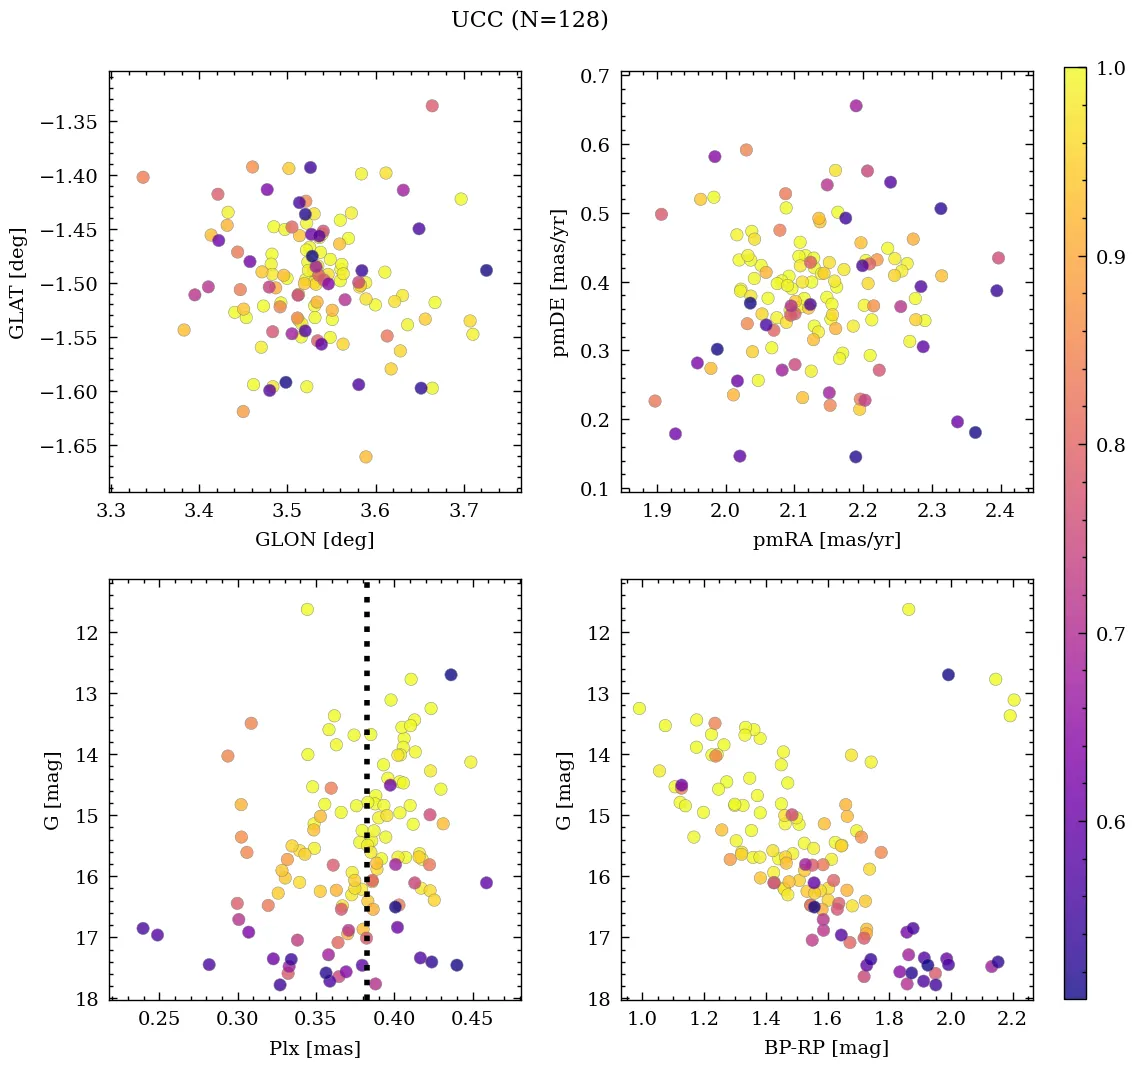 UCC (N=128)
−1.35
−1.40
−1.45
−1.50
−1.55
−1.60
−1.65
GLAT [deg]
3.3 3.4 3.5 3.6 3.7
GLON [deg]
0.7
0.6
0.5
0.4
0.3
0.2
0.1
pmDE [mas/yr]
1.9 2.0 2.1 2.2 2.3 2.4
pmRA [mas/yr]
12
13
14
15
16
17
18
G [mag]
0.25 0.30 0.35 0.40 0.45
Plx [mas]
12
13
14
15
16
17
18
G [mag]
1.0 1.2 1.4 1.6 1.8 2.0 2.2
BP-RP [mag]
1.0
0.9
0.8
0.7
0.6